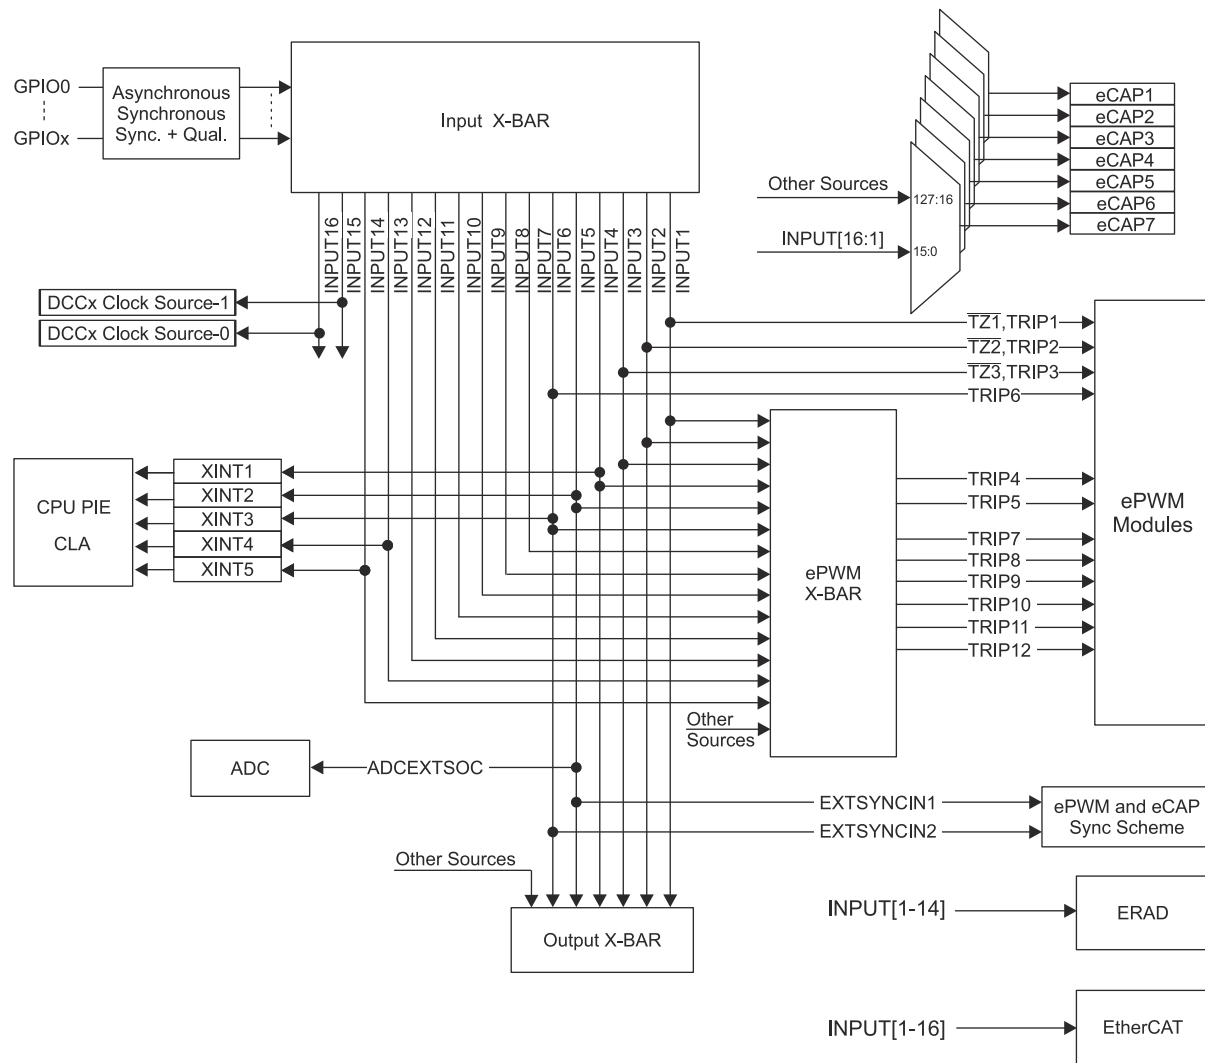 GPIO0
GPIOx
Asynchronous
Synchronous
Sync. + Qual.
Input X-BAR
INPUT16
INPUT15
INPUT14
INPUT13
INPUT12
INPUT11
INPUT10
INPUT9
INPUT8
INPUT7
INPUT6
INPUT5
INPUT4
INPUT3
INPUT2
INPUT1
Other Sources
INPUT[16:1]
127:16
15:0
eCAP1
eCAP2
eCAP3
eCAP4
eCAP5
eCAP6
eCAP7
DCCx Clock Source-1
DCCx Clock Source-0
TZ1,TRIP1
TZ2,TRIP2
TZ3,TRIP3
TRIP6
CPU PIE
CLA
XINT1
XINT2
XINT3
XINT4
XINT5
ePWM
X-BAR
TRIP4
TRIP5
TRIP7
TRIP8
TRIP9
TRIP10
TRIP11
TRIP12
ePWM
Modules
Other
Sources
ADC
ADCEXTSOC
EXTSYNCIN1
EXTSYNCIN2
ePWM and eCAP
Sync Scheme
Other Sources
Output X-BAR
INPUT[1-14]
ERAD
INPUT[1-16]
EtherCAT